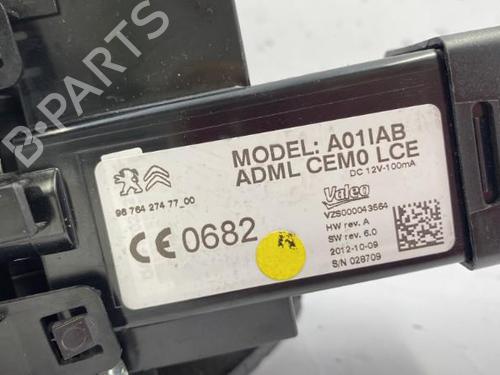 B-PARTS
MODEL: A01IAB
ADML CEM0 LCE
DC 12V-100mA
96 764 274 77_00
CE 0682
Valeo
VZS000043564
HW rev. A
SW rev. 6.0
2012-10-09
S/N 028709